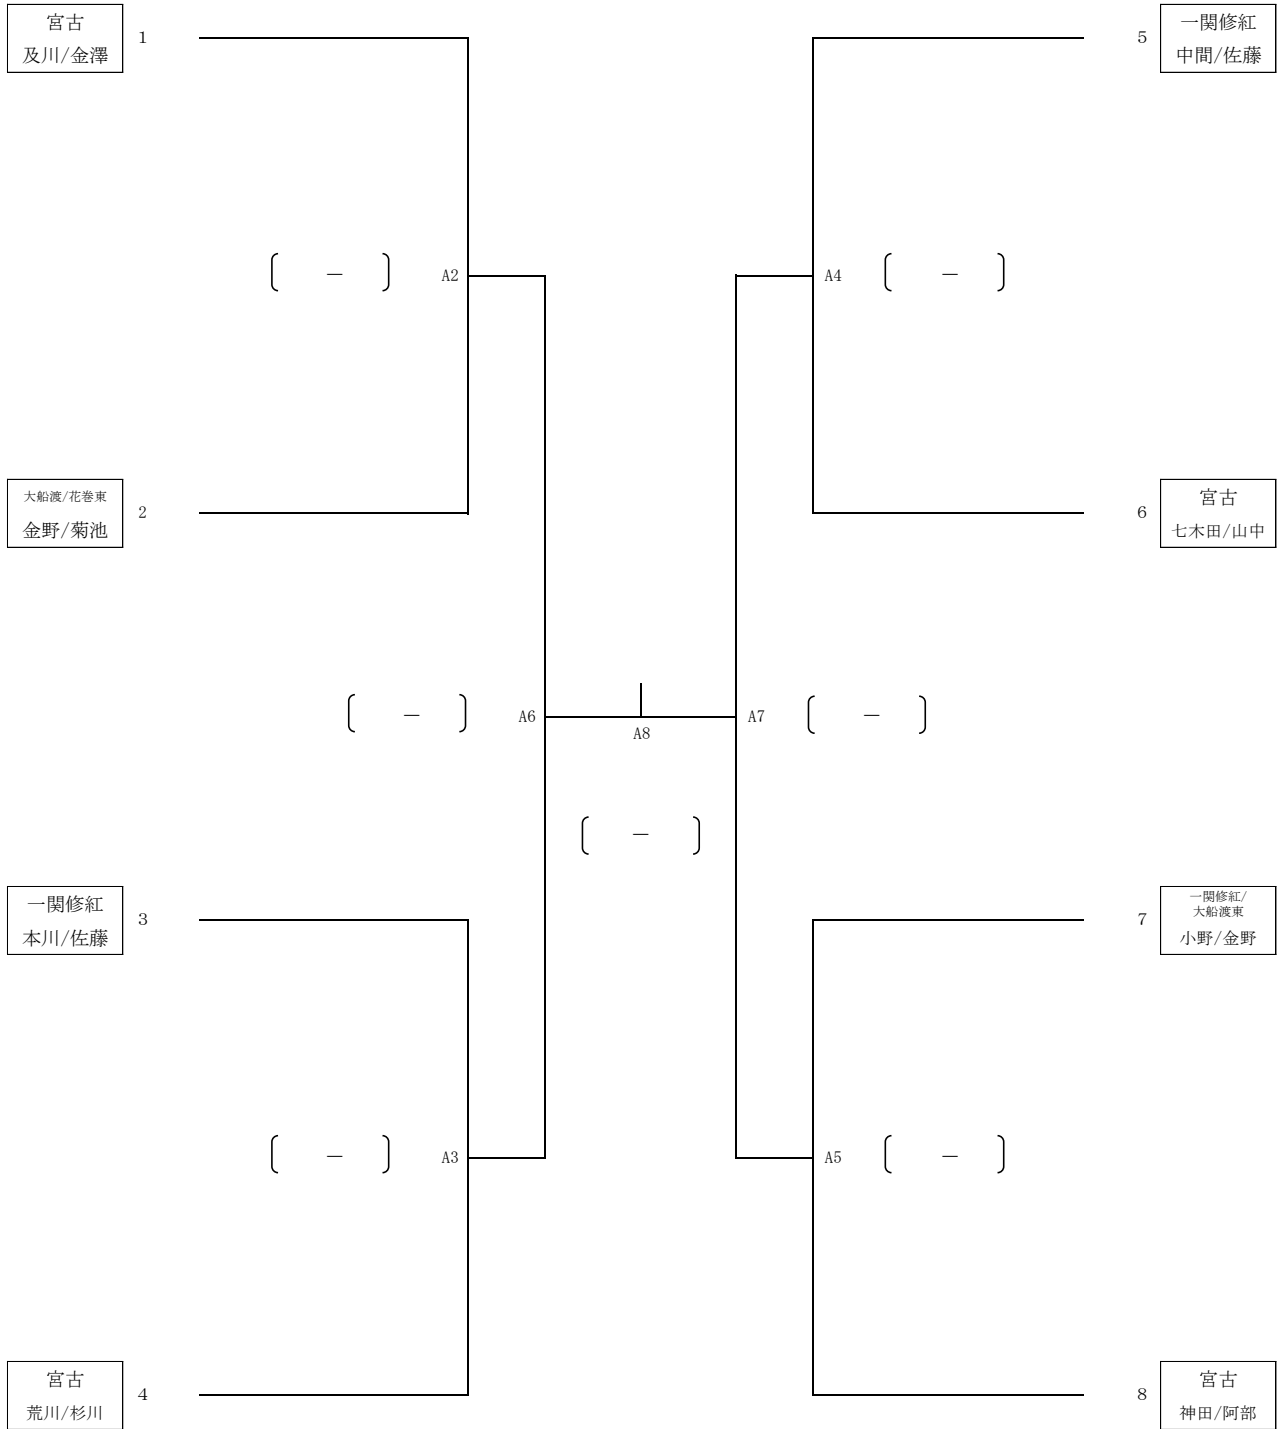 宮古
及川/金澤
1
5
一関修紅
中間/佐藤
〔 － 〕 A2
A4 〔 － 〕
大船渡/花巻東
金野/菊池
2
6
宮古
七木田/山中
〔 － 〕 A6
A8
A7 〔 － 〕
〔 － 〕
一関修紅
本川/佐藤
3
7
一関修紅/
大船渡東
小野/金野
〔 － 〕 A3
A5 〔 － 〕
宮古
荒川/杉川
4
8
宮古
神田/阿部